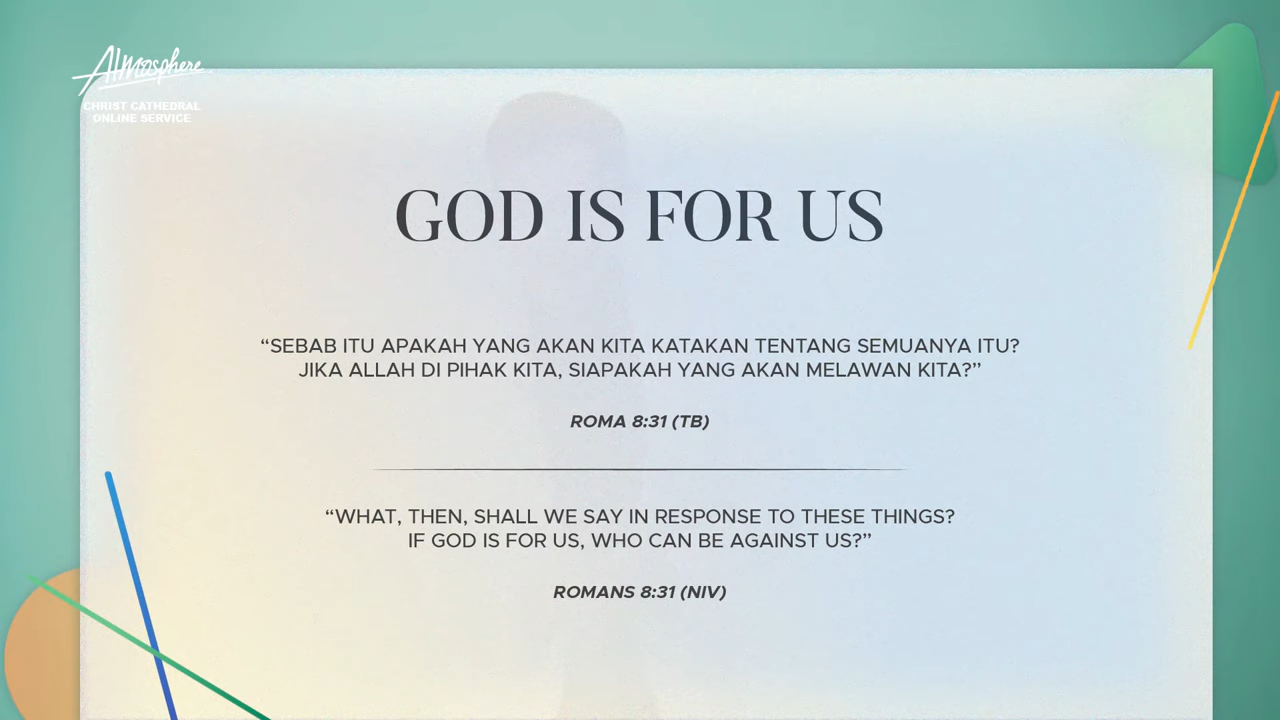 Atmosphere
CHRIST CATHEDRAL
ONLINE SERVICE
GOD IS FOR US
“SEBAB ITU APAKAH YANG AKAN KITA KATAKAN TENTANG SEMUANYA ITU?
JIKA ALLAH DI PIHAK KITA, SIAPAKAH YANG AKAN MELAWAN KITA?”
ROMA 8:31 (TB)
“WHAT, THEN, SHALL WE SAY IN RESPONSE TO THESE THINGS?
IF GOD IS FOR US, WHO CAN BE AGAINST US?”
ROMANS 8:31 (NIV)